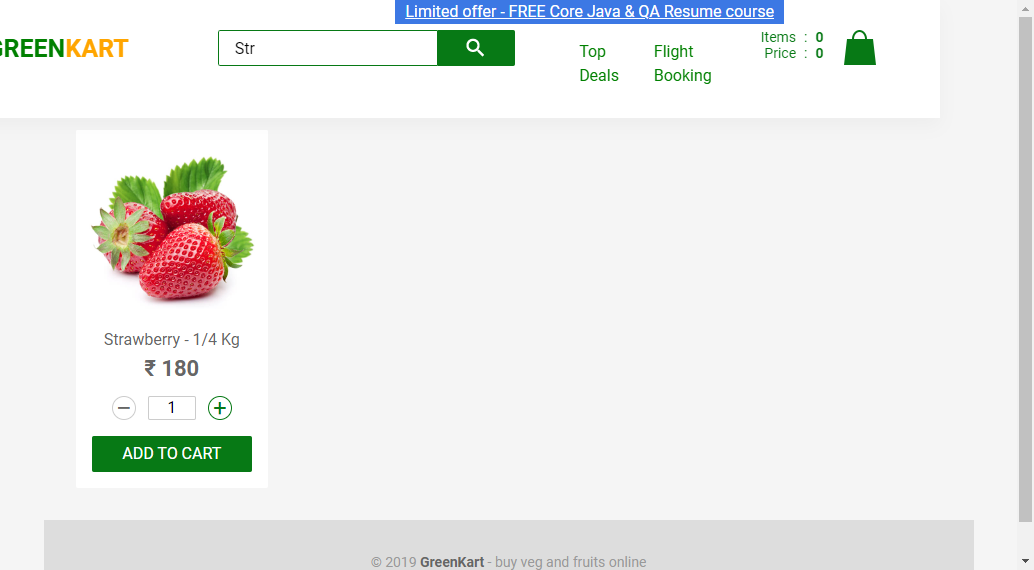 Limited offer - FREE Core Java & QA Resume course
GREENKART
Str
Top Deals
Flight Booking
Items : 0
Price : 0
Strawberry - 1/4 Kg
₹ 180
1
ADD TO CART
© 2019 GreenKart - buy veg and fruits online